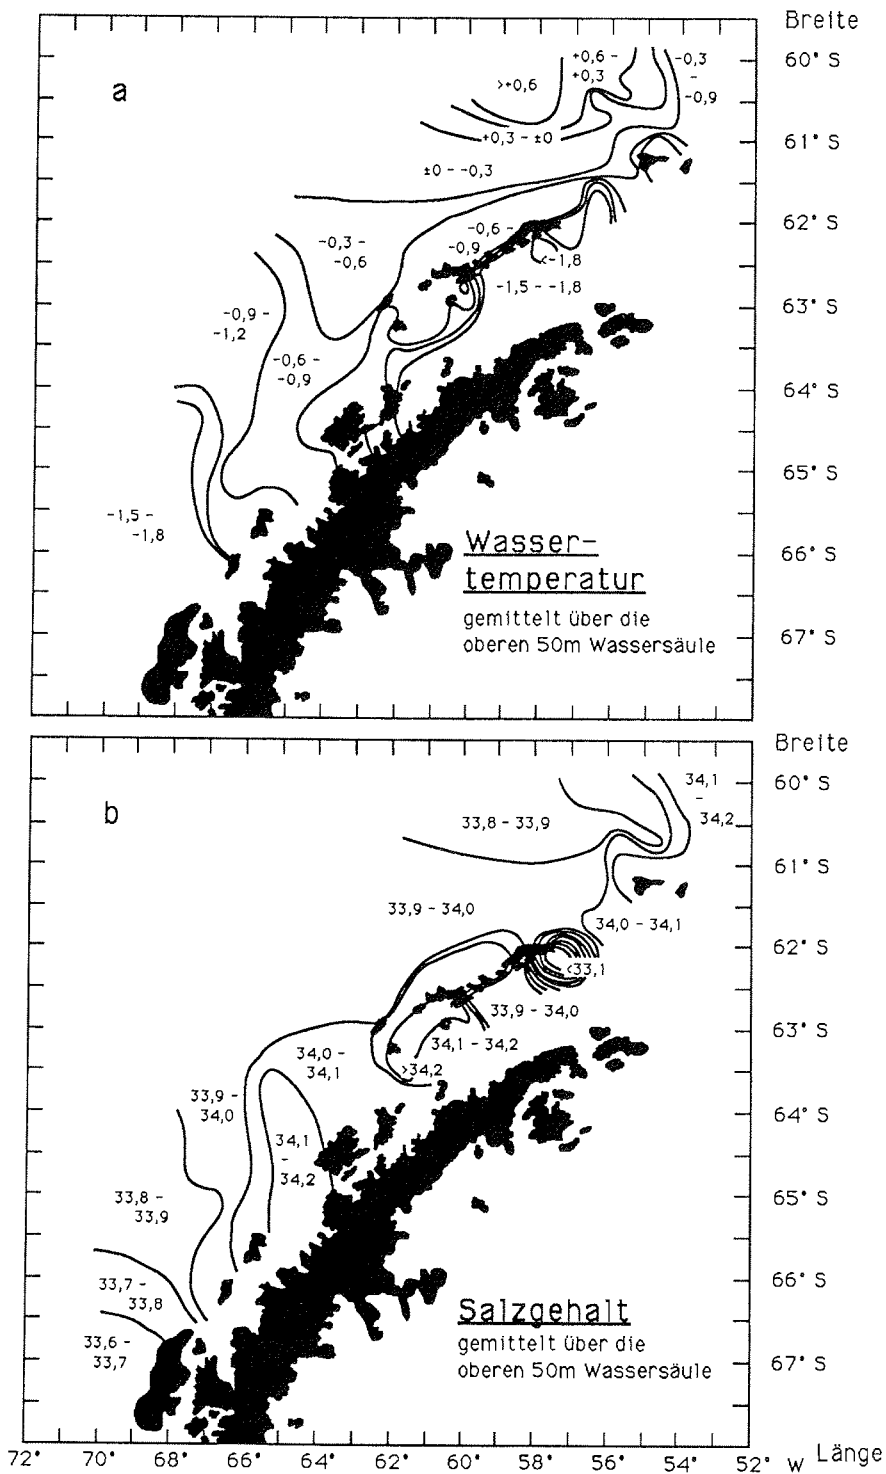 Breite
a
60° S
61° S
62° S
63° S
64° S
65° S
66° S
67° S
>+0,6
+0,6 -
+0,3
-0,3
-
-0,9
+0,3 - ±0
±0 - -0,3
-0,3 -
-0,6
-0,6 -
-0,9
<-1,8
-1,5 - -1,8
-0,9 -
-1,2
-0,6 -
-0,9
-1,5 -
-1,8
Wasser-
temperatur
gemittelt über die
oberen 50m Wassersäule
Breite
b
60° S
61° S
62° S
63° S
64° S
65° S
66° S
67° S
34,1
-
34,2
33,8 - 33,9
33,9 - 34,0
34,0 - 34,1
<33,1
33,9 - 34,0
34,1 - 34,2
>34,2
34,0 -
34,1
33,9 -
34,0
34,1
-
34,2
33,8 -
33,9
33,7 -
33,8
33,6 -
33,7
Salzgehalt
gemittelt über die
oberen 50m Wassersäule
72° 70° 68° 66° 64° 62° 60° 58° 56° 54° 52° W Länge